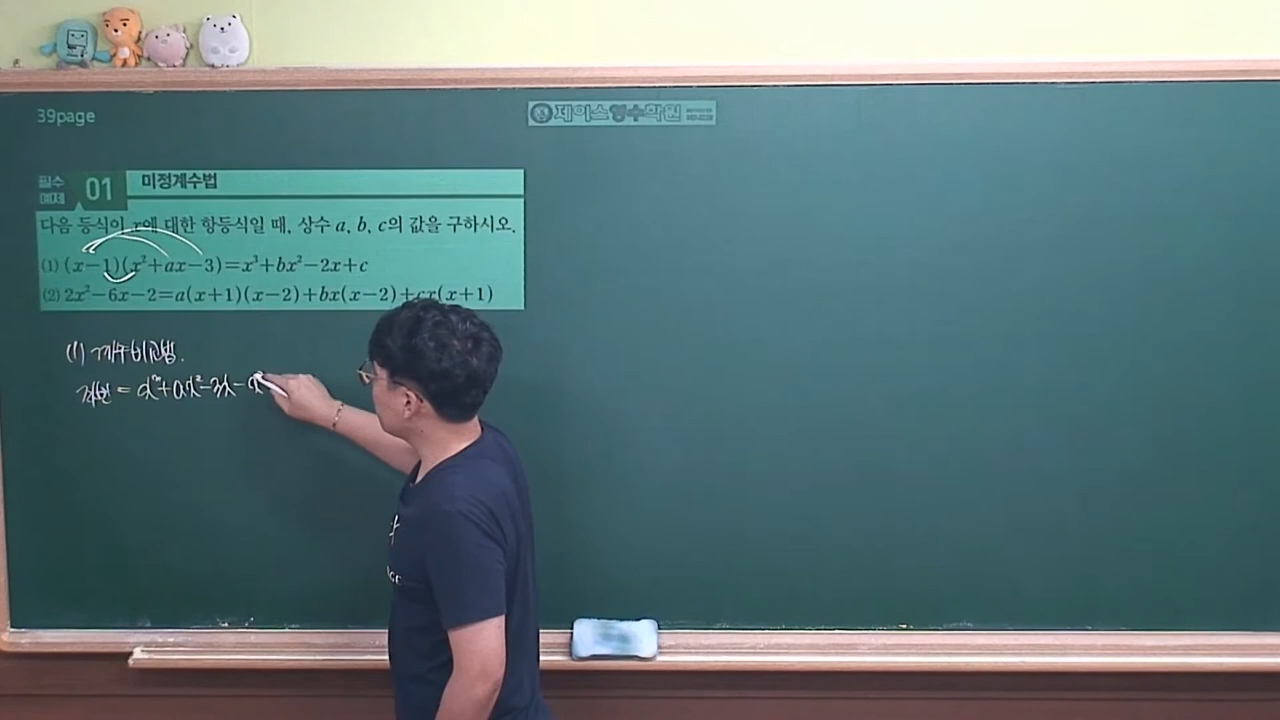 39page
제이스영수학원
필수 예제 01 미정계수법
다음 등식이 x에 대한 항등식일 때, 상수 a, b, c의 값을 구하시오.
(1) (x−1)(x²+ax−3)=x³+bx²−2x+c
(2) 2x²−6x−2=a(x+1)(x−2)+bx(x−2)+cx(x+1)
(1) 계수비교법.
좌변 = x³+ax²−3x−x²